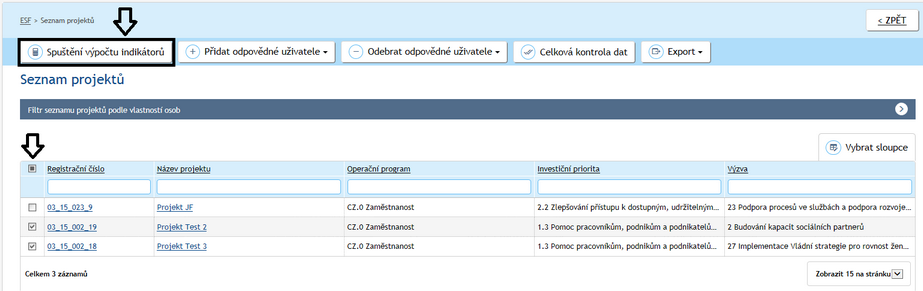 ESF > Seznam projektů
< ZPĚT
Spuštění výpočtu indikátorů Přidat odpovědné uživatele Odebrat odpovědné uživatele Celková kontrola dat Export
Seznam projektů
Filtr seznamu projektů podle vlastností osob
Vybrat sloupce
Registrační číslo Název projektu Operační program Investiční priorita Výzva
03_15_023_9 Projekt JF CZ.0 Zaměstnanost 2.2 Zlepšování přístupu k dostupným, udržitelným... 23 Podpora procesů ve službách a podpora rozvoje...
03_15_002_19 Projekt Test 2 CZ.0 Zaměstnanost 1.3 Pomoc pracovníkům, podnikům a podnikatelů... 2 Budování kapacit sociálních partnerů
03_15_002_18 Projekt Test 3 CZ.0 Zaměstnanost 1.3 Pomoc pracovníkům, podnikům a podnikatelů... 27 Implementace Vládní strategie pro rovnost žen...
Celkem 3 záznamů
Zobrazit 15 na stránku